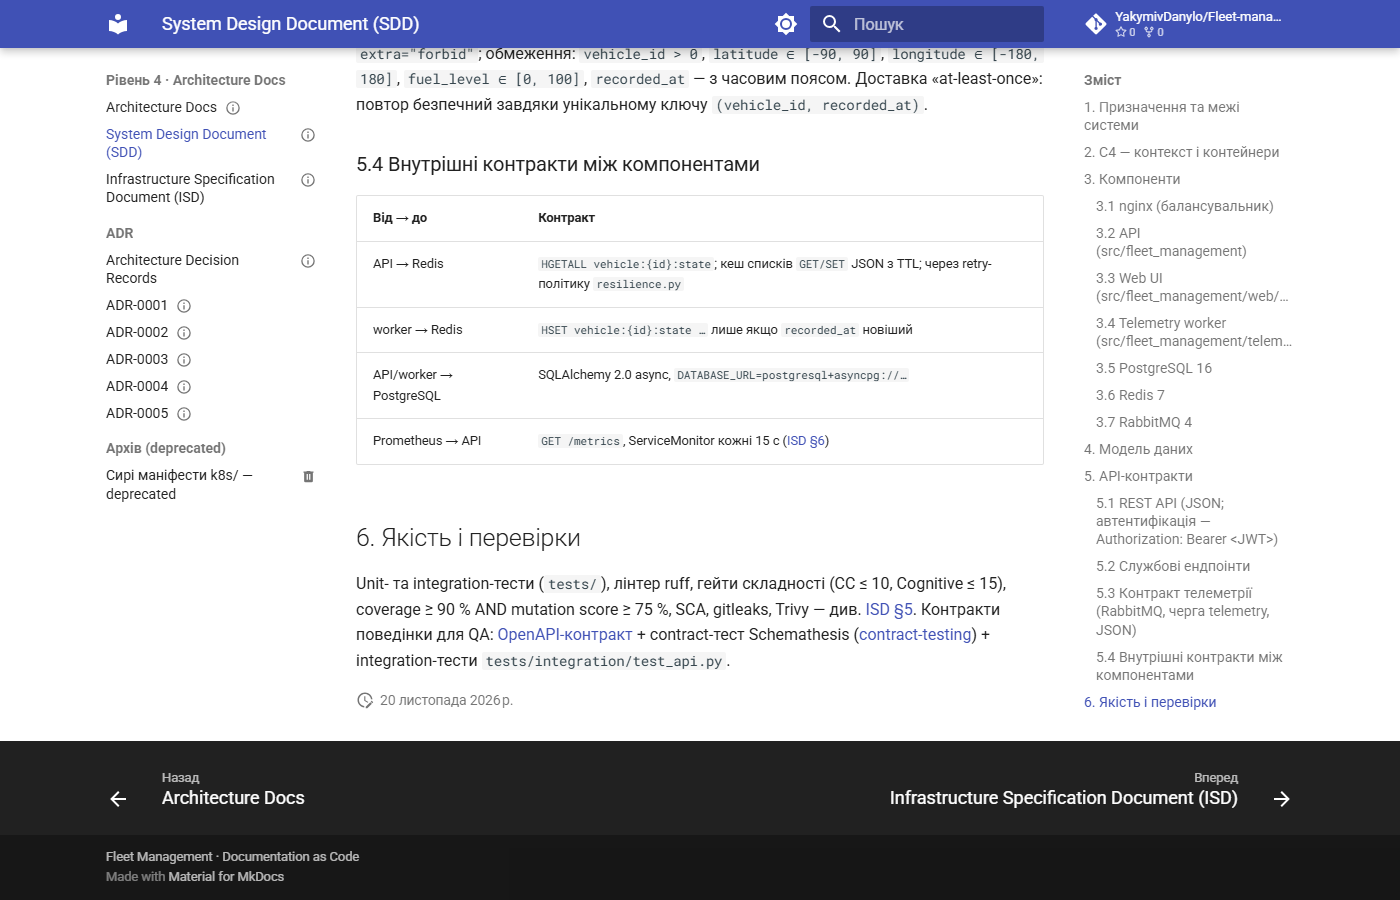 System Design Document (SDD)
Пошук
YakymivDanylo/Fleet-mana...
0 0
Рівень 4 · Architecture Docs
Architecture Docs
System Design Document
(SDD)
Infrastructure Specification
Document (ISD)
ADR
Architecture Decision
Records
ADR-0001
ADR-0002
ADR-0003
ADR-0004
ADR-0005
Архів (deprecated)
Сирі маніфести k8s/ —
deprecated
extra="forbid"; обмеження: vehicle_id > 0, latitude ∈ [-90, 90], longitude ∈ [-180,
180], fuel_level ∈ [0, 100], recorded_at — з часовим поясом. Доставка «at-least-once»:
повтор безпечний завдяки унікальному ключу (vehicle_id, recorded_at).
5.4 Внутрішні контракти між компонентами
Від → до Контракт
API → Redis HGETALL vehicle:{id}:state; кеш списків GET/SET JSON з TTL; через retry-
політику resilience.py
worker → Redis HSET vehicle:{id}:state … лише якщо recorded_at новіший
API/worker → SQLAlchemy 2.0 async, DATABASE_URL=postgresql+asyncpg://…
PostgreSQL
Prometheus → API GET /metrics, ServiceMonitor кожні 15 с (ISD §6)
6. Якість і перевірки
Unit- та integration-тести (tests/), лінтер ruff, гейти складності (CC ≤ 10, Cognitive ≤ 15),
coverage ≥ 90 % AND mutation score ≥ 75 %, SCA, gitleaks, Trivy — див. ISD §5. Контракти
поведінки для QA: OpenAPI-контракт + contract-тест Schemathesis (contract-testing) +
integration-тести tests/integration/test_api.py.
20 листопада 2026 р.
Зміст
1. Призначення та межі
системи
2. C4 — контекст і контейнери
3. Компоненти
3.1 nginx (балансувальник)
3.2 API
(src/fleet_management)
3.3 Web UI
(src/fleet_management/web/...
3.4 Telemetry worker
(src/fleet_management/telem...
3.5 PostgreSQL 16
3.6 Redis 7
3.7 RabbitMQ 4
4. Модель даних
5. API-контракти
5.1 REST API (JSON;
автентифікація —
Authorization: Bearer <JWT>)
5.2 Службові ендпоінти
5.3 Контракт телеметрії
(RabbitMQ, черга telemetry,
JSON)
5.4 Внутрішні контракти між
компонентами
6. Якість і перевірки
Назад
Architecture Docs
Вперед
Infrastructure Specification Document (ISD)
Fleet Management · Documentation as Code
Made with Material for MkDocs